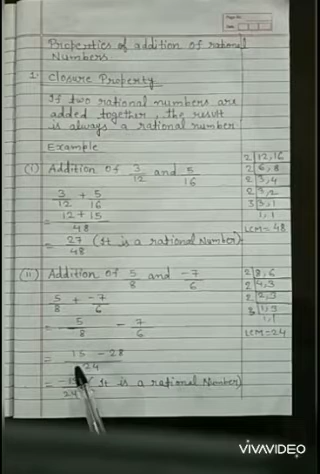 Page No.
Date
Properties of addition of rational
Numbers
1. Closure Property
If two rational numbers are
added together, the result
is always a rational number
Example
(i) Addition of 3/12 and 5/16
3/12 + 5/16
= 12 + 15 / 48
= 27/48 (It is a rational Number)
2 | 12, 16
2 | 6, 8
2 | 3, 4
2 | 3, 2
3 | 3, 1
1, 1
LCM = 48
(ii) Addition of 5/8 and -7/6
5/8 + -7/6
= 5/8 - 7/6
= 15 - 28 / 24
= /24 (It is a rational Number)
2 | 8, 6
2 | 4, 3
2 | 2, 3
3 | 1, 3
1, 1
LCM = 24
VIVAVIDEO